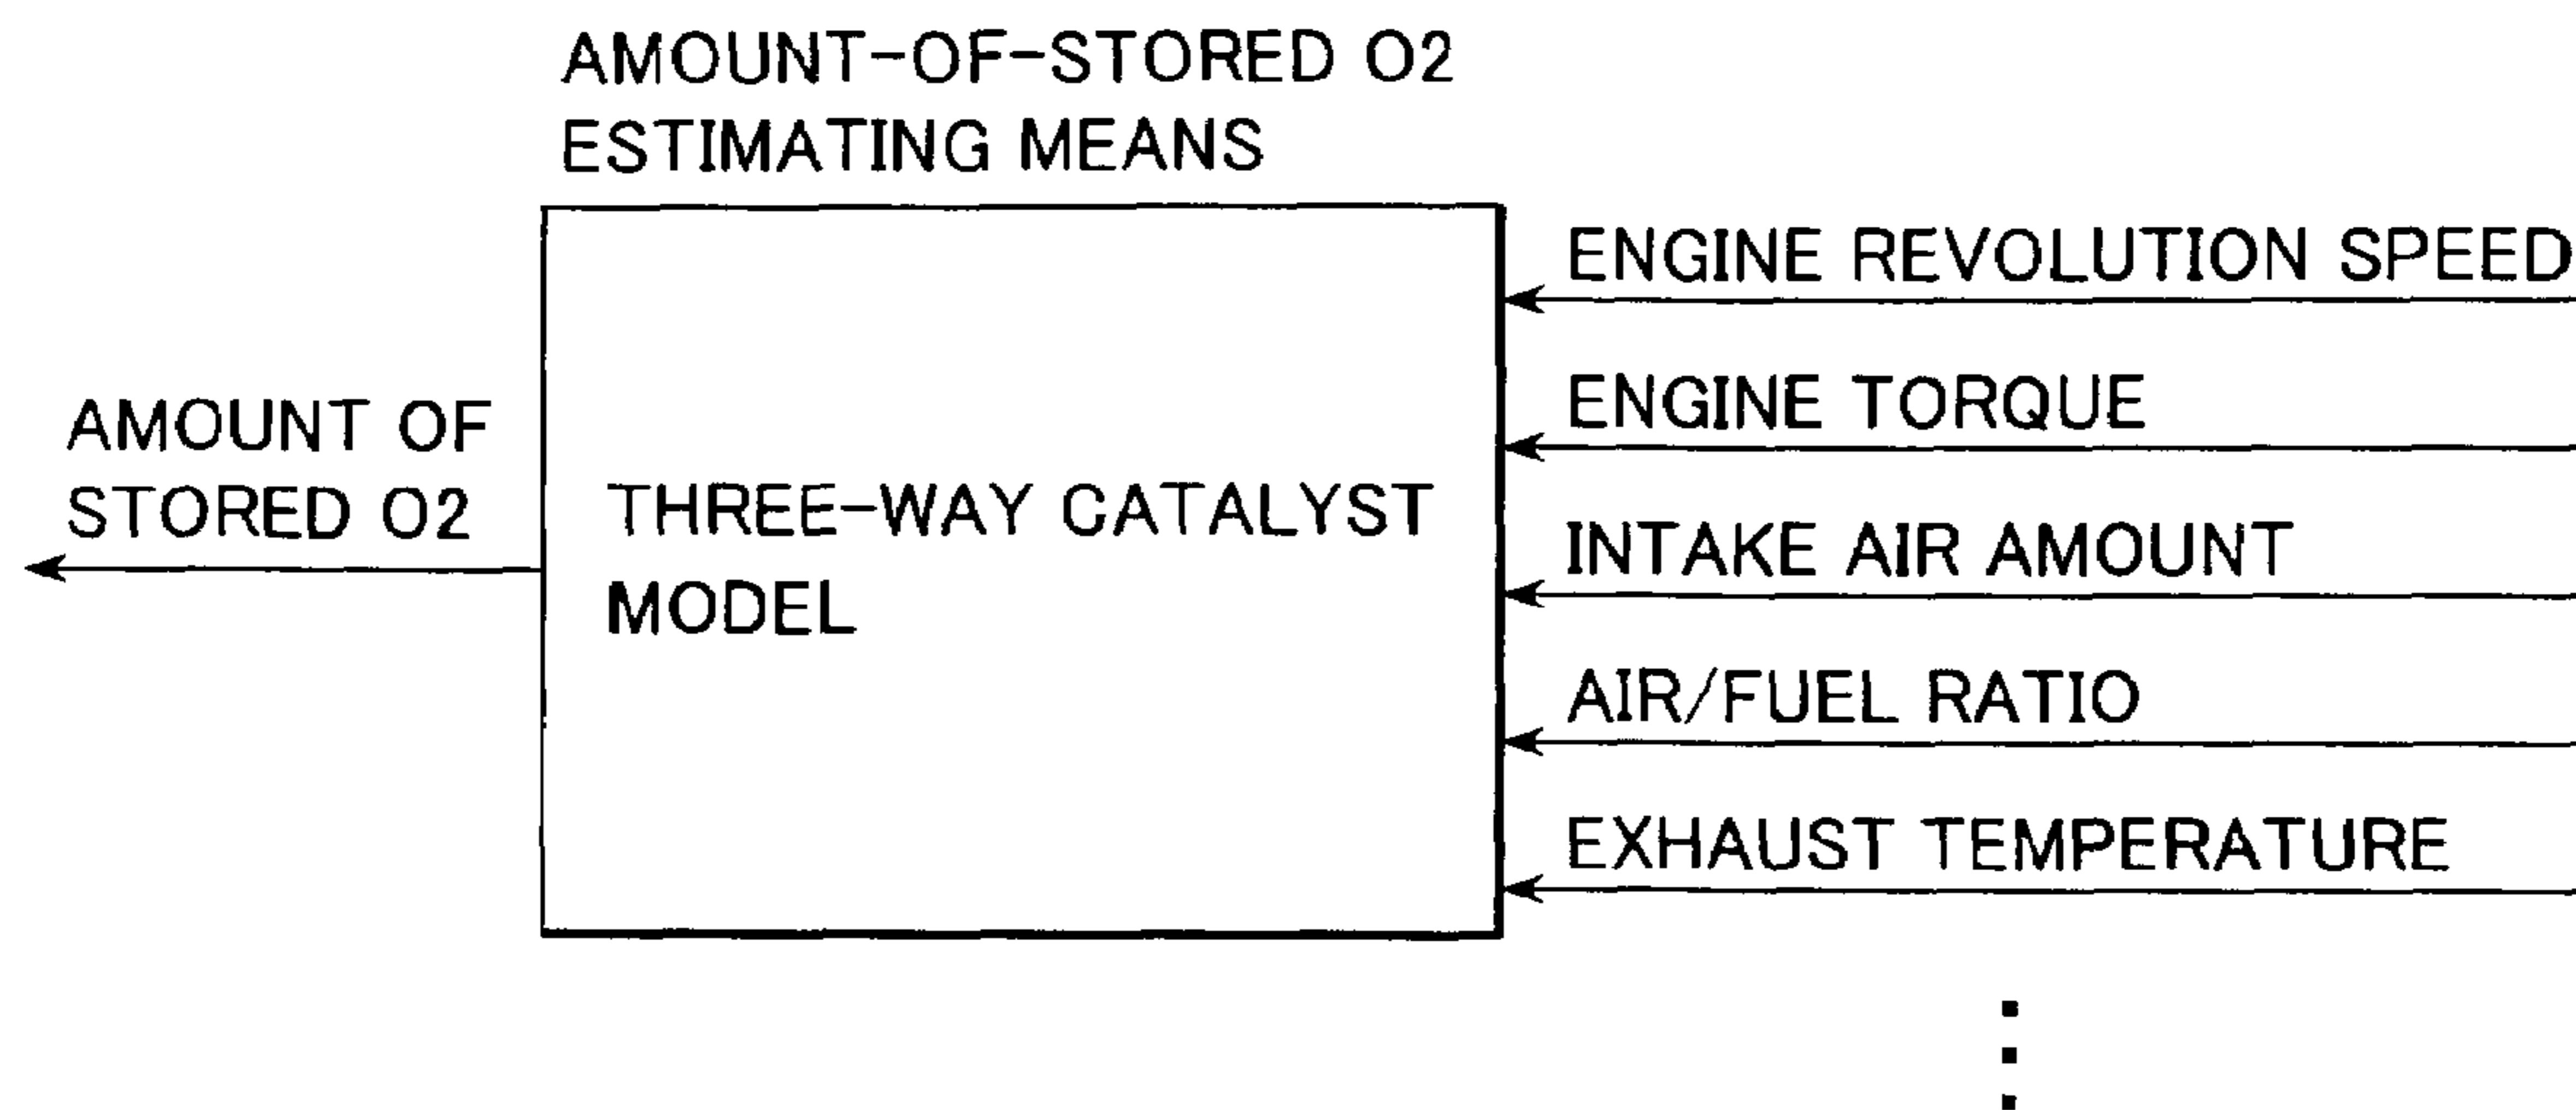 AMOUNT-OF-STORED O2
ESTIMATING MEANS
ENGINE REVOLUTION SPEED
ENGINE TORQUE
AMOUNT OF
STORED O2
THREE-WAY CATALYST
MODEL
INTAKE AIR AMOUNT
AIR/FUEL RATIO
EXHAUST TEMPERATURE